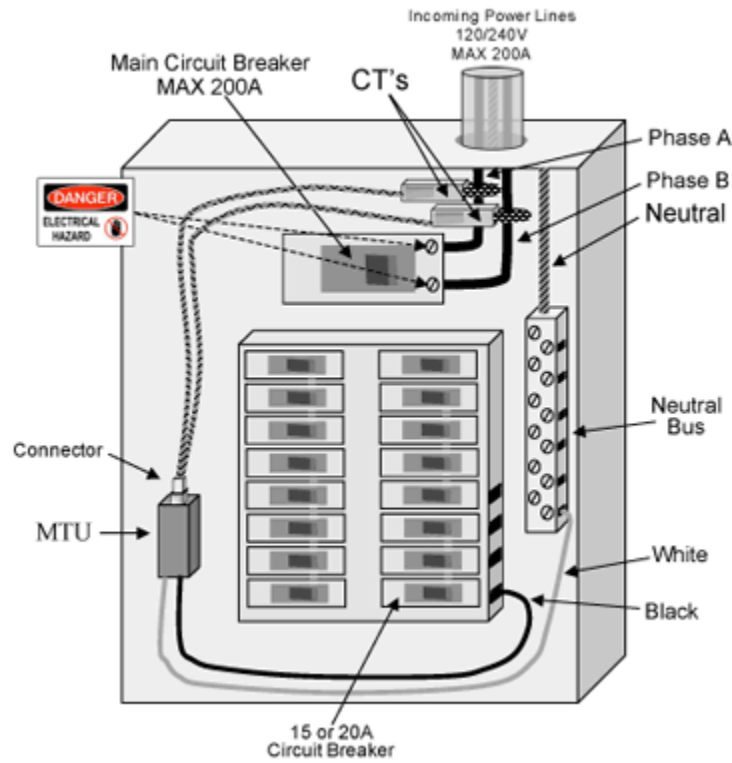 Incoming Power Lines
120/240V
MAX 200A
Main Circuit Breaker
MAX 200A
CT's
Phase A
Phase B
Neutral
DANGER
ELECTRICAL
HAZARD
Neutral
Bus
Connector
MTU
White
Black
15 or 20A
Circuit Breaker